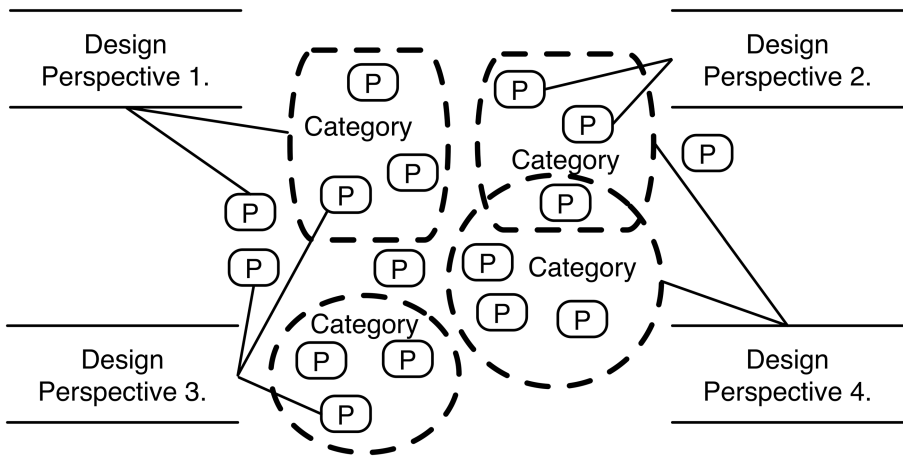 Design
Perspective 1.
P
Category
P
P
P
P
P
Category
P
P
P
Category
P
P
P
Category
P
P
P
P
Design
Perspective 2.
Design
Perspective 3.
Design
Perspective 4.